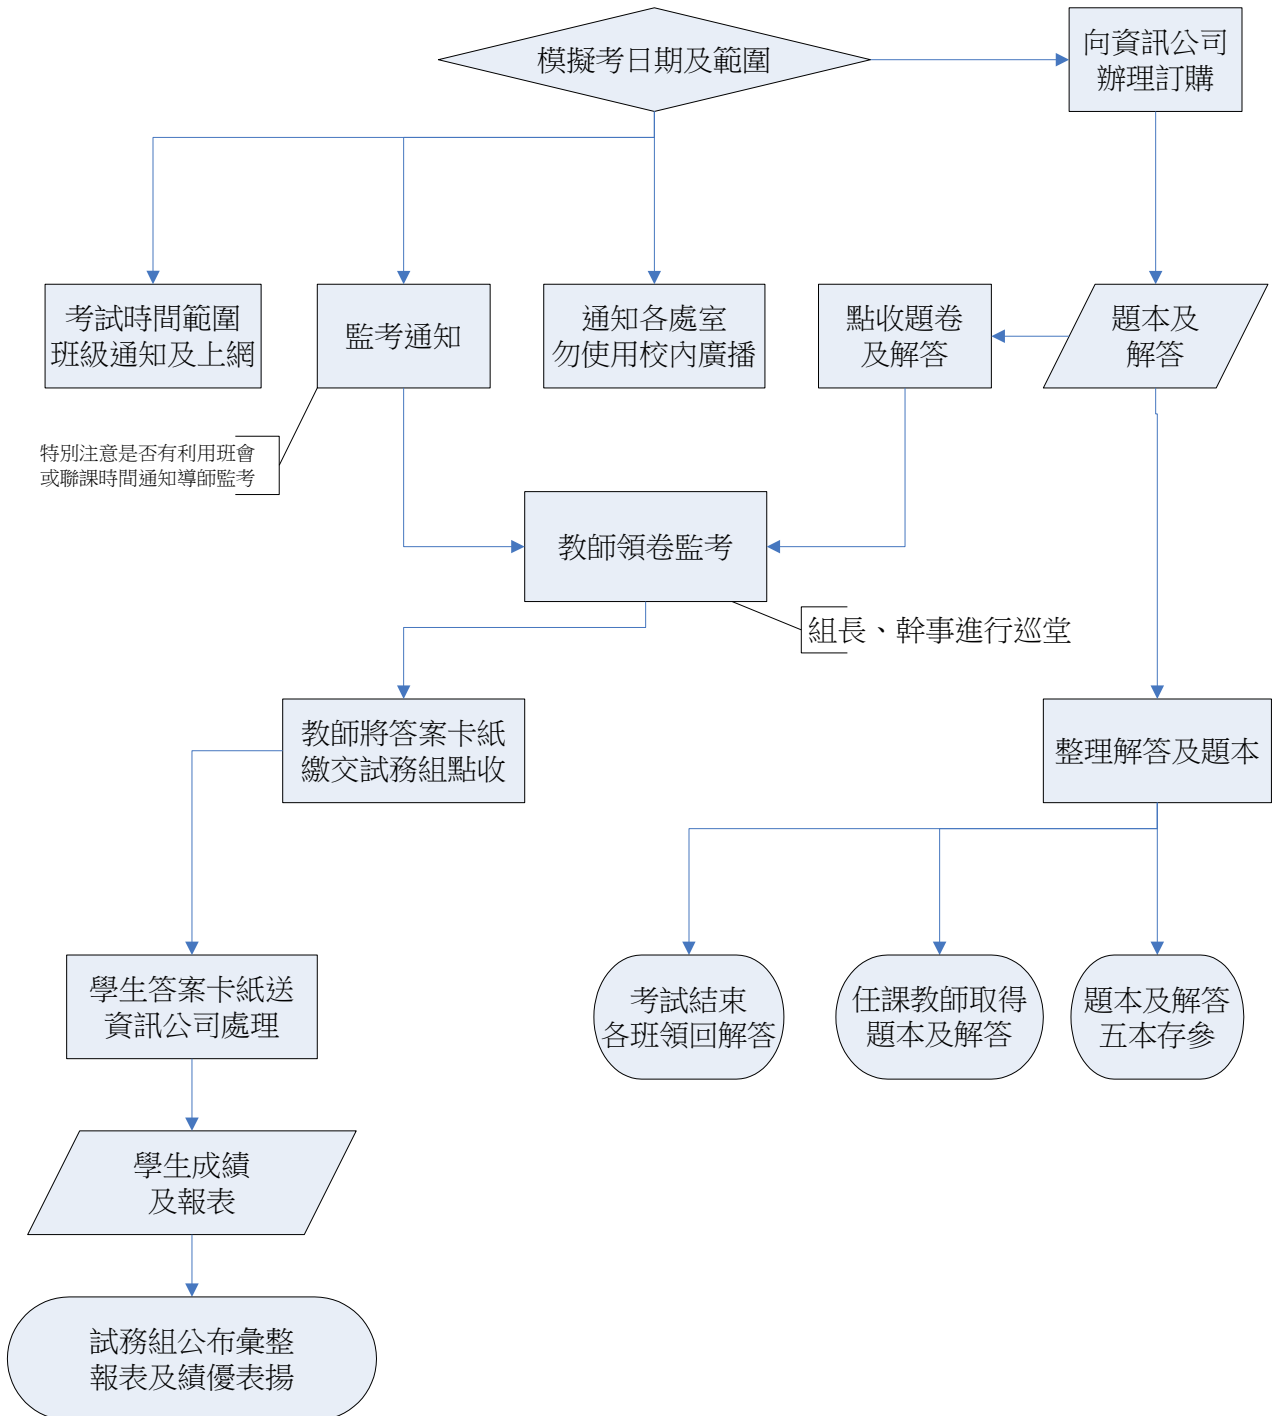 模擬考日期及範圍
向資訊公司
辦理訂購
考試時間範圍
班級通知及上網
監考通知
通知各處室
勿使用校內廣播
點收題卷
及解答
題本及
解答
特別注意是否有利用班會
或聯課時間通知導師監考
教師領卷監考
組長、幹事進行巡堂
教師將答案卡紙
繳交試務組點收
整理解答及題本
學生答案卡紙送
資訊公司處理
考試結束
各班領回解答
任課教師取得
題本及解答
題本及解答
五本存參
學生成績
及報表
試務組公布彙整
報表及績優表揚